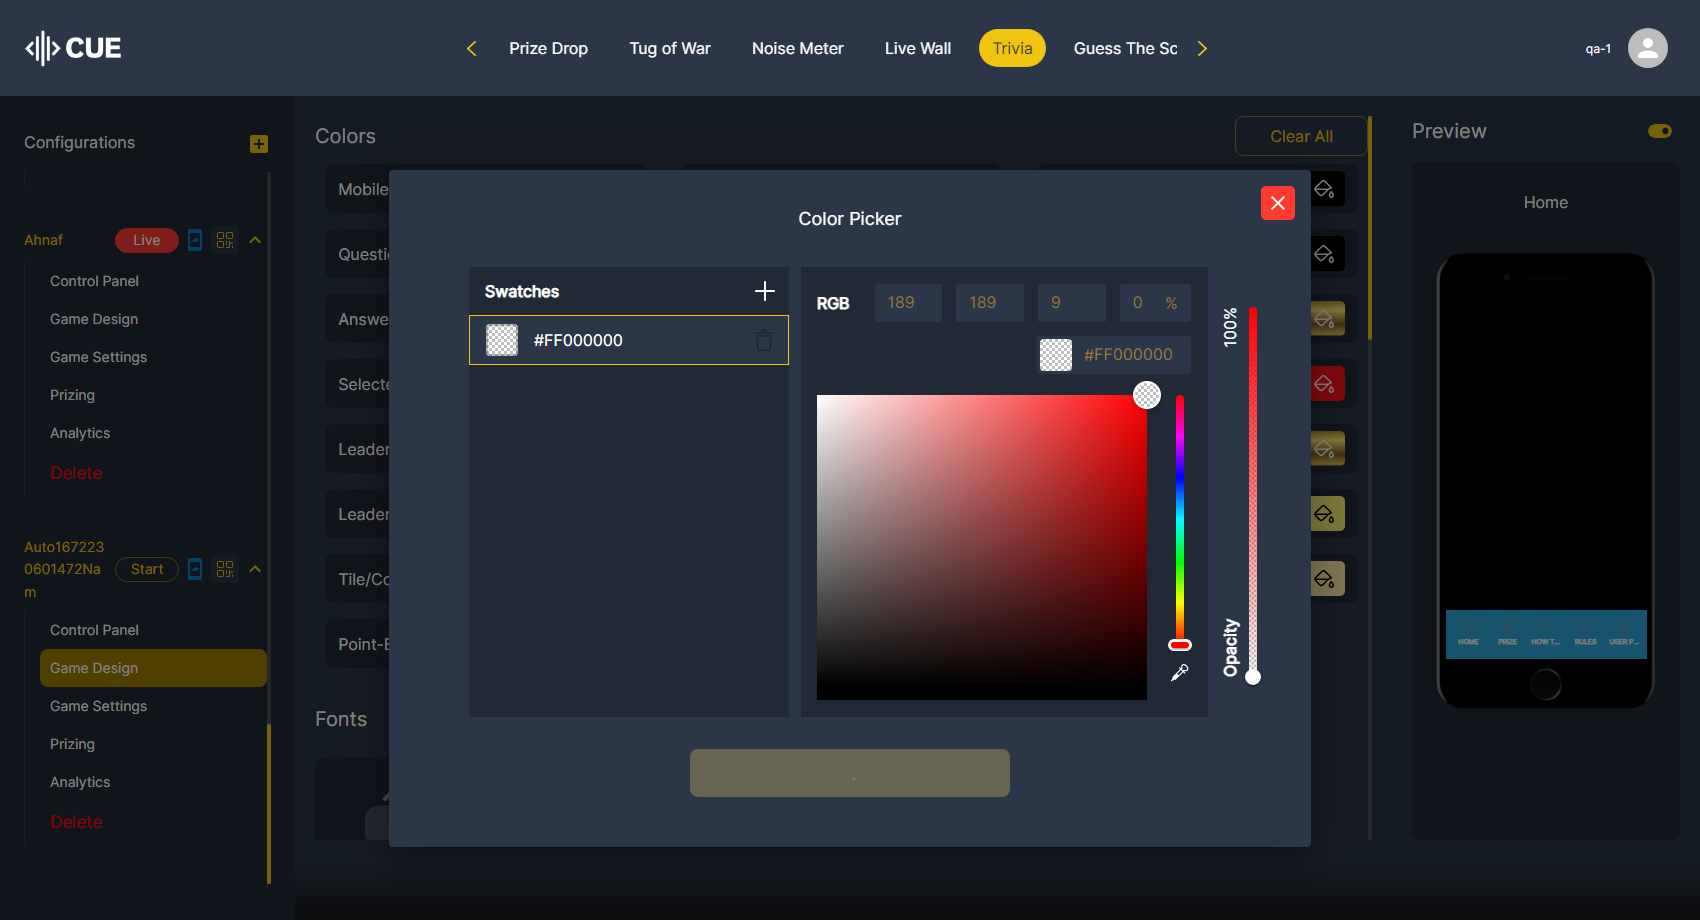 CUE
Prize Drop
Tug of War
Noise Meter
Live Wall
Trivia
Guess The Sc
qa-1
Configurations
Ahnaf
Live
Control Panel
Game Design
Game Settings
Prizing
Analytics
Delete
Auto167223
0601472Na
m
Start
Control Panel
Game Design
Game Settings
Prizing
Analytics
Delete
Colors
Clear All
Mobile
Questi
Answe
Selecte
Leader
Leader
Tile/Co
Point-E
Fonts
Color Picker
Swatches
#FF000000
RGB
189
189
9
0 %
#FF000000
100%
Opacity
Preview
Home
HOME
PRIZE
HOW T...
RULES
USER P...